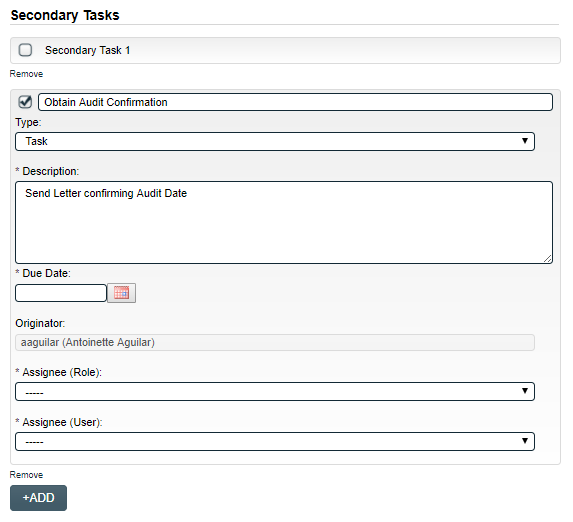 Secondary Tasks
Secondary Task 1
Remove
Obtain Audit Confirmation
Type:
Task
* Description:
Send Letter confirming Audit Date
* Due Date:
Originator:
aaguilar (Antoinette Aguilar)
* Assignee (Role):
-----
* Assignee (User):
-----
Remove
+ADD